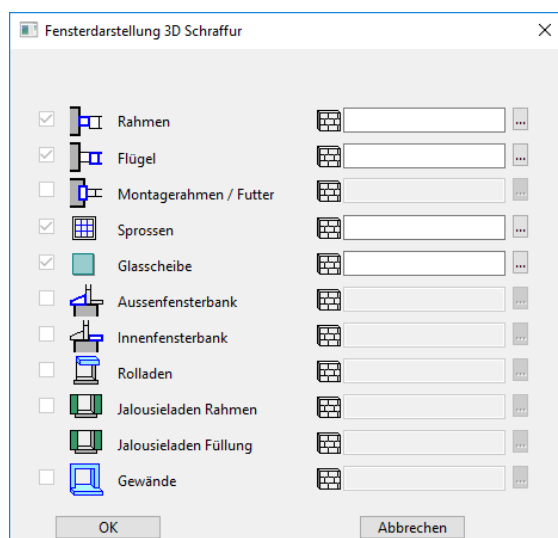 Fensterdarstellung 3D Schraffur
Rahmen ...
Flügel ...
Montagerahmen / Futter ...
Sprossen ...
Glasscheibe ...
Aussenfensterbank ...
Innenfensterbank ...
Rolladen ...
Jalousieladen Rahmen ...
Jalousieladen Füllung ...
Gewände ...
OK Abbrechen